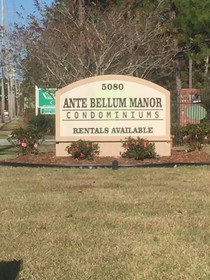 5080
ANTE BELLUM MANOR
CONDOMINIUMS
RENTALS AVAILABLE